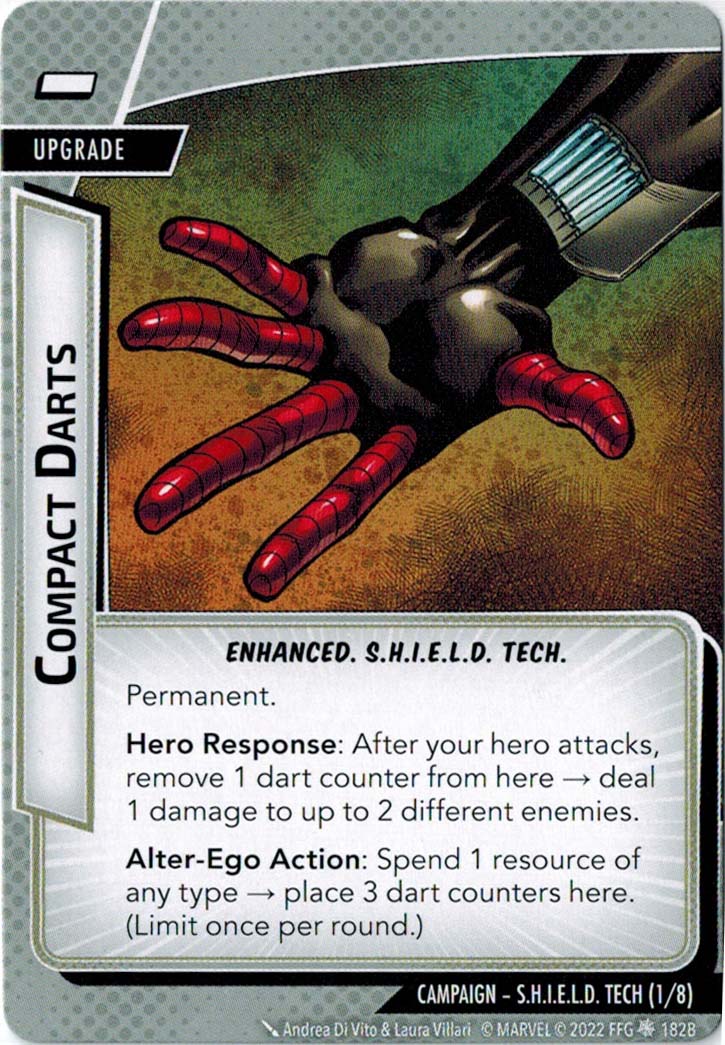 UPGRADE
COMPACT DARTS
ENHANCED. S.H.I.E.L.D. TECH.
Permanent.
Hero Response: After your hero attacks,
remove 1 dart counter from here → deal
1 damage to up to 2 different enemies.
Alter-Ego Action: Spend 1 resource of
any type → place 3 dart counters here.
(Limit once per round.)
CAMPAIGN – S.H.I.E.L.D. TECH (1/8)
Andrea Di Vito & Laura Villari © MARVEL © 2022 FFG 182B